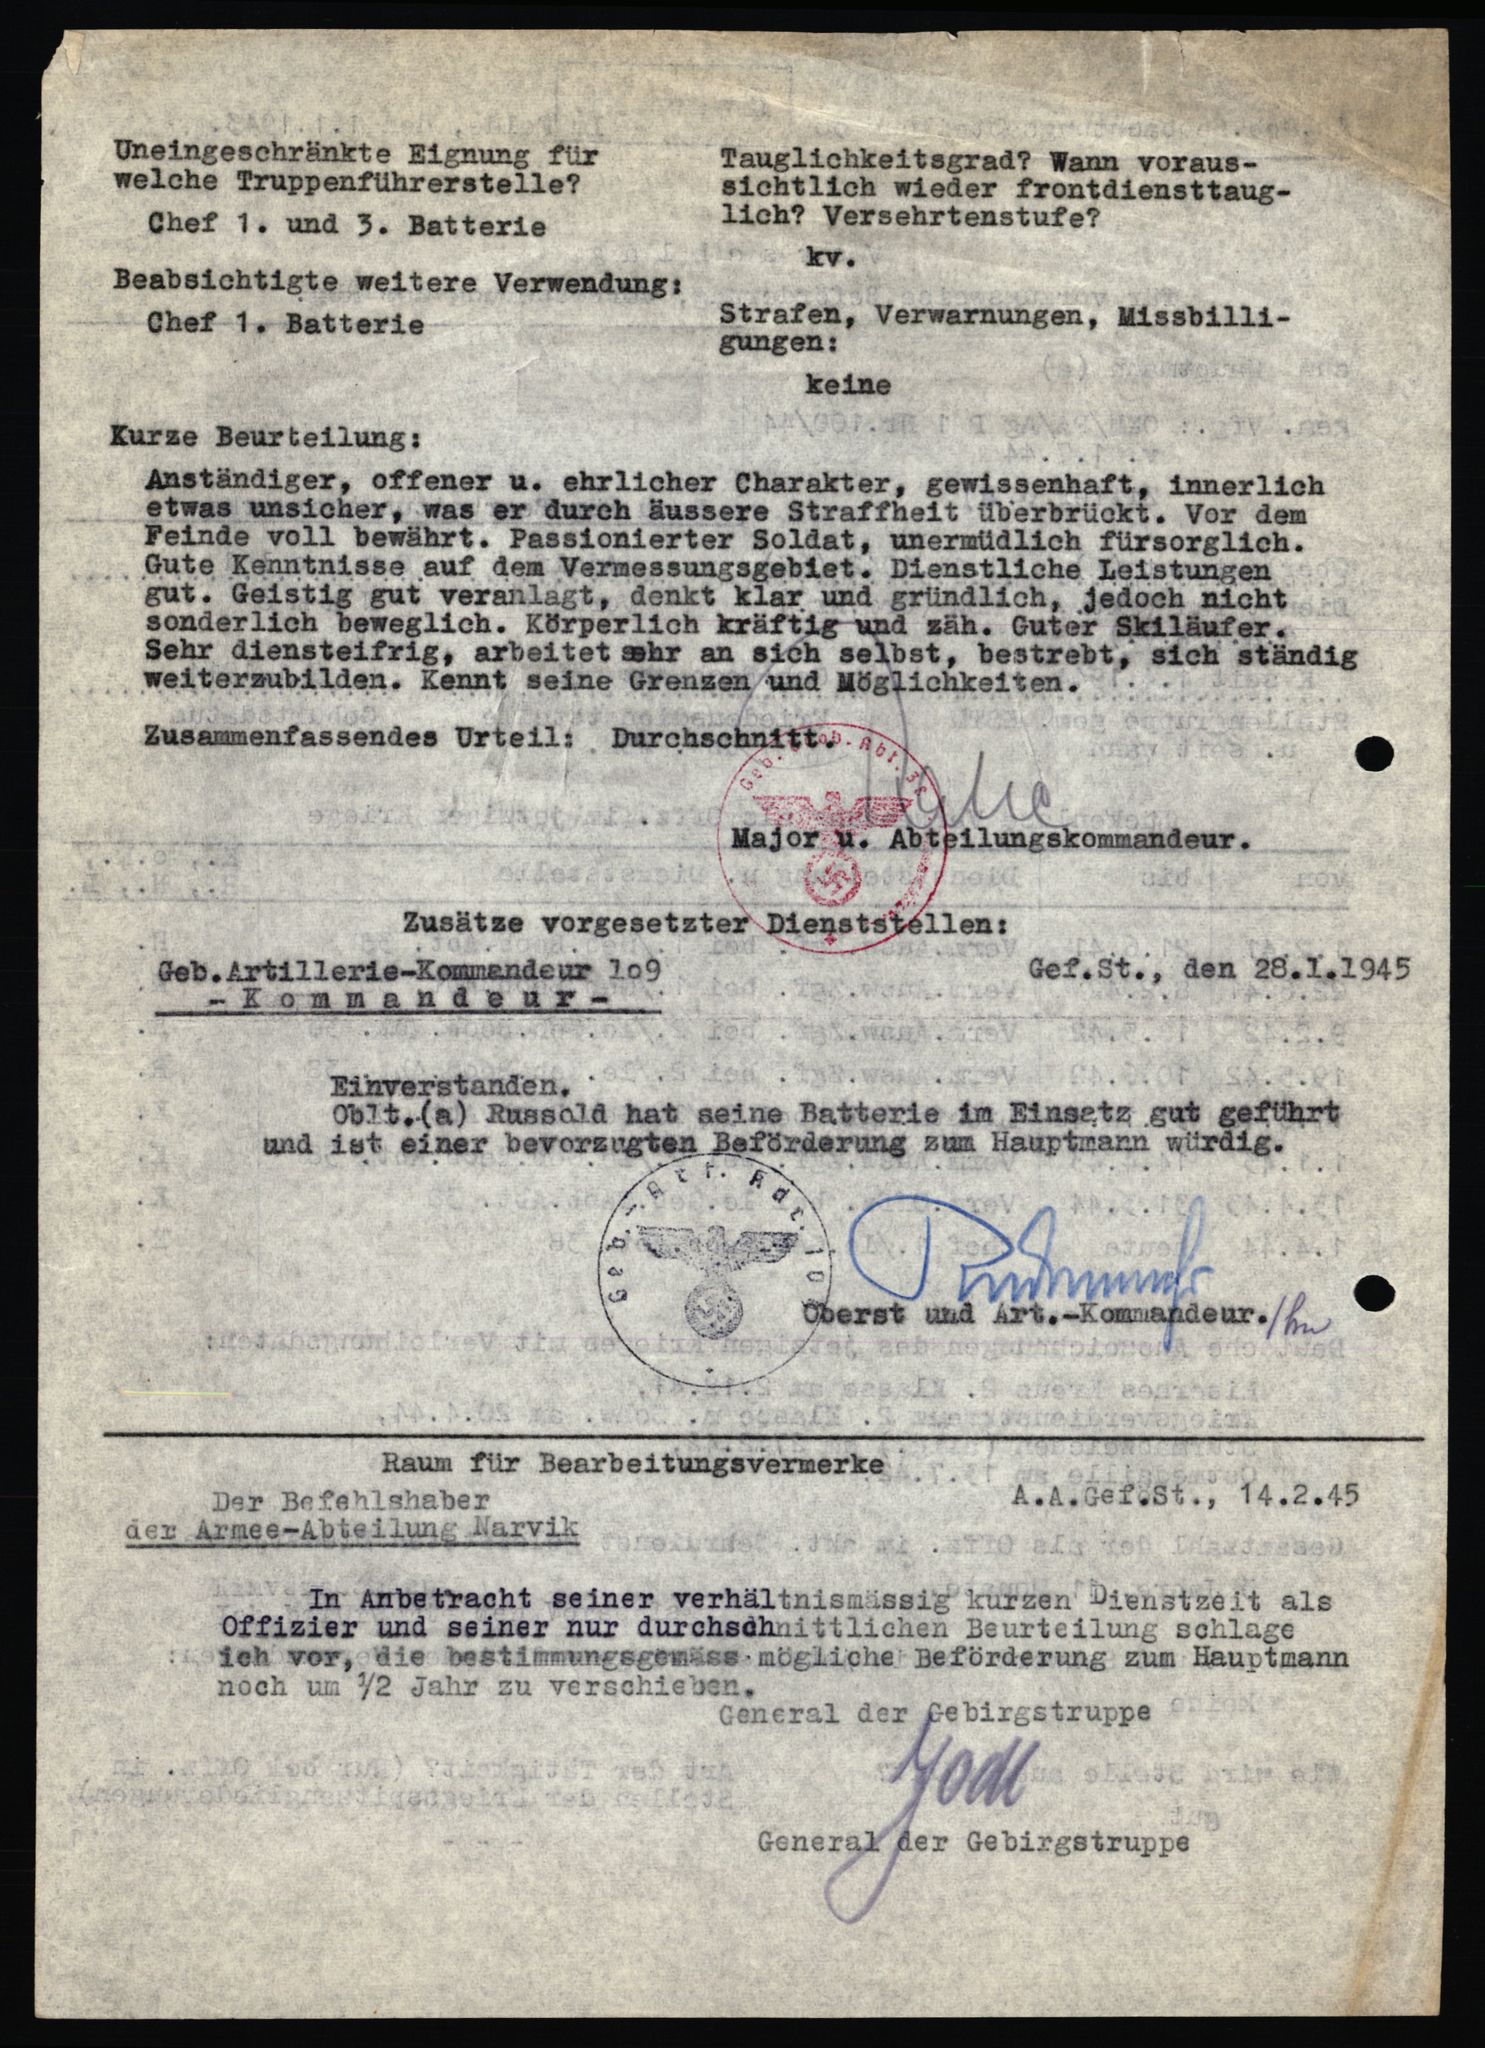 Uneingeschränkte Eignung für
welche Truppenführerstelle?
Chef 1. und 3. Batterie
Beabsichtigte weitere Verwendung:
Chef 1. Batterie
Tauglichkeitsgrad? Wann voraus-
sichtlich wieder frontdiensttaug-
lich? Versehrtenstufe?
kv.
Strafen, Verwarnungen, Missbilli-
gungen:
keine
Kurze Beurteilung:
Anständiger, offener u. ehrlicher Charakter, gewissenhaft, innerlich
etwas unsicher, was er durch äussere Straffheit überbrückt. Vor dem
Feinde voll bewährt. Passionierter Soldat, unermüdlich fürsorglich.
Gute Kenntnisse auf dem Vermessungsgebiet. Dienstliche Leistungen
gut. Geistig gut veranlagt, denkt klar und gründlich, jedoch nicht
sonderlich beweglich. Körperlich kräftig und zäh. Guter Skiläufer.
Sehr diensteifrig, arbeitet sehr an sich selbst, bestrebt, sich ständig
weiterzubilden. Kennt seine Grenzen und Möglichkeiten.
Zusammenfassendes Urteil: Durchschnitt.
Major u. Abteilungskommandeur.
Zusätze vorgesetzter Dienststellen:
Geb.Artillerie-Kommandeur 1o9
- K o m m a n d e u r -
Gef.St., den 28.1.1945
Einverstanden.
Oblt.(a) Russold hat seine Batterie im Einsatz gut geführt
und ist einer bevorzugten Beförderung zum Hauptmann würdig.
Geb. Art. Kdr. 109
Oberst und Art.-Kommandeur.
Raum für Bearbeitungsvermerke
Der Befehlshaber
der Armee-Abteilung Narvik
A.A.Gef.St., 14.2.45
In Anbetracht seiner verhältnismässig kurzen Dienstzeit als
Offizier und seiner nur durchschnittlichen Beurteilung schlage
ich vor, die bestimmungsgemäss mögliche Beförderung zum Hauptmann
noch um 1/2 Jahr zu verschieben.
General der Gebirgstruppe
Jodl
General der Gebirgstruppe